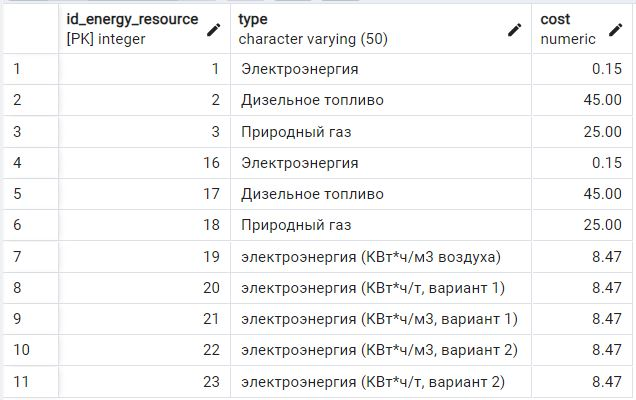 id_energy_resource type cost
[PK] integer character varying (50) numeric
1 1 Электроэнергия 0.15
2 2 Дизельное топливо 45.00
3 3 Природный газ 25.00
4 16 Электроэнергия 0.15
5 17 Дизельное топливо 45.00
6 18 Природный газ 25.00
7 19 электроэнергия (КВт*ч/м3 воздуха) 8.47
8 20 электроэнергия (КВт*ч/т, вариант 1) 8.47
9 21 электроэнергия (КВт*ч/м3, вариант 1) 8.47
10 22 электроэнергия (КВт*ч/м3, вариант 2) 8.47
11 23 электроэнергия (КВт*ч/т, вариант 2) 8.47